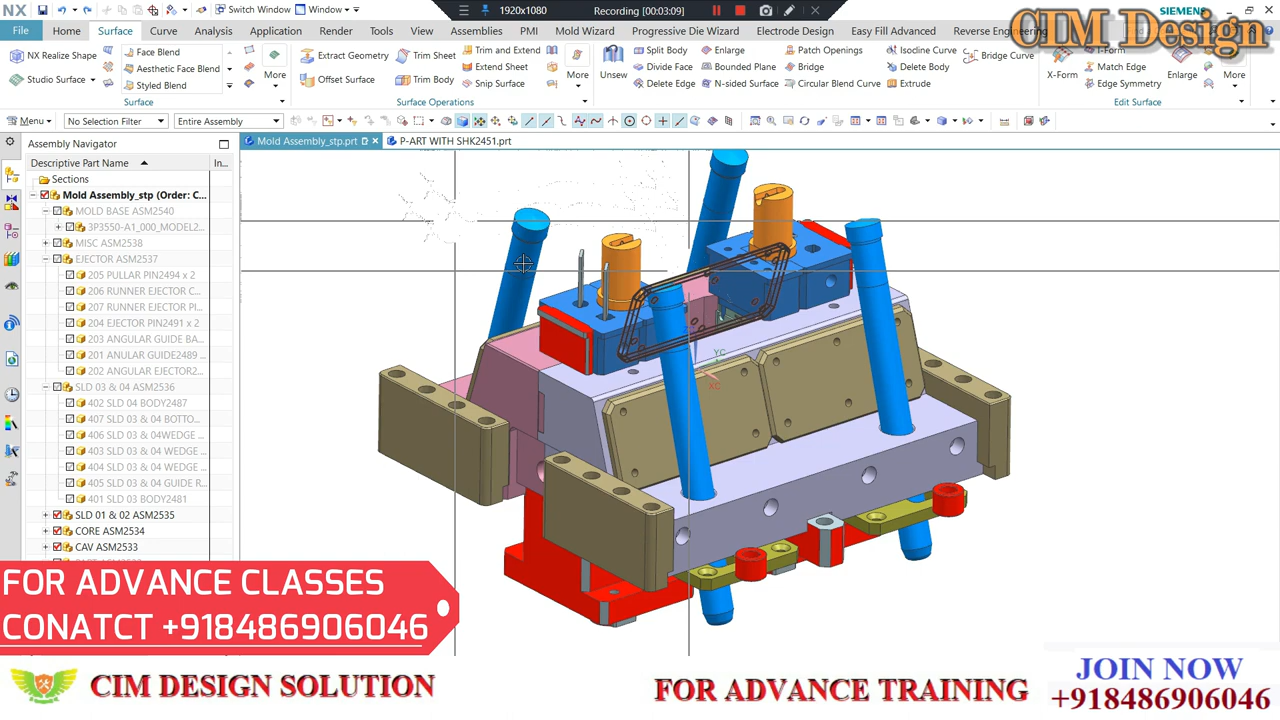 NX
Switch Window
Window
1920x1080
Recording [00:03:09]
SIEMENS
CIM Design
File
Home
Surface
Curve
Analysis
Application
Render
Tools
View
Assemblies
PMI
Mold Wizard
Progressive Die Wizard
Electrode Design
Easy Fill Advanced
Reverse Engineering
NX Realize Shape
Studio Surface
Face Blend
Aesthetic Face Blend
Styled Blend
More
Surface
Extract Geometry
Offset Surface
Trim Sheet
Trim Body
Trim and Extend
Extend Sheet
Snip Surface
More
Surface Operations
Unsew
Split Body
Divide Face
Delete Edge
Enlarge
Bounded Plane
N-sided Surface
Patch Openings
Bridge
Circular Blend Curve
Isocline Curve
Delete Body
Extrude
Bridge Curve
X-Form
I-Form
Match Edge
Edge Symmetry
Enlarge
More
Edit Surface
Menu
No Selection Filter
Entire Assembly
Assembly Navigator
Mold Assembly_stp.prt
P-ART WITH SHK2451.prt
Descriptive Part Name
In...
Sections
Mold Assembly_stp (Order: C...
MOLD BASE ASM2540
3P3550-A1_000_MODEL2...
MISC ASM2538
EJECTOR ASM2537
205 PULLAR PIN2494 x 2
206 RUNNER EJECTOR C...
207 RUNNER EJECTOR PI...
204 EJECTOR PIN2491 x 2
203 ANGULAR GUIDE BA...
201 ANULAR GUIDE2489 ...
202 ANGULAR EJECTOR2...
SLD 03 & 04 ASM2536
402 SLD 04 BODY2487
407 SLD 03 & 04 BOTTO...
406 SLD 03 & 04WEDGE ...
403 SLD 03 & 04 WEDGE ...
404 SLD 03 & 04 WEDGE ...
405 SLD 03 & 04 GUIDE R...
401 SLD 03 BODY2481
SLD 01 & 02 ASM2535
CORE ASM2534
CAV ASM2533
YC
XC
FOR ADVANCE CLASSES
CONATCT +918486906046
CIM DESIGN SOLUTION
FOR ADVANCE TRAINING
JOIN NOW
+918486906046